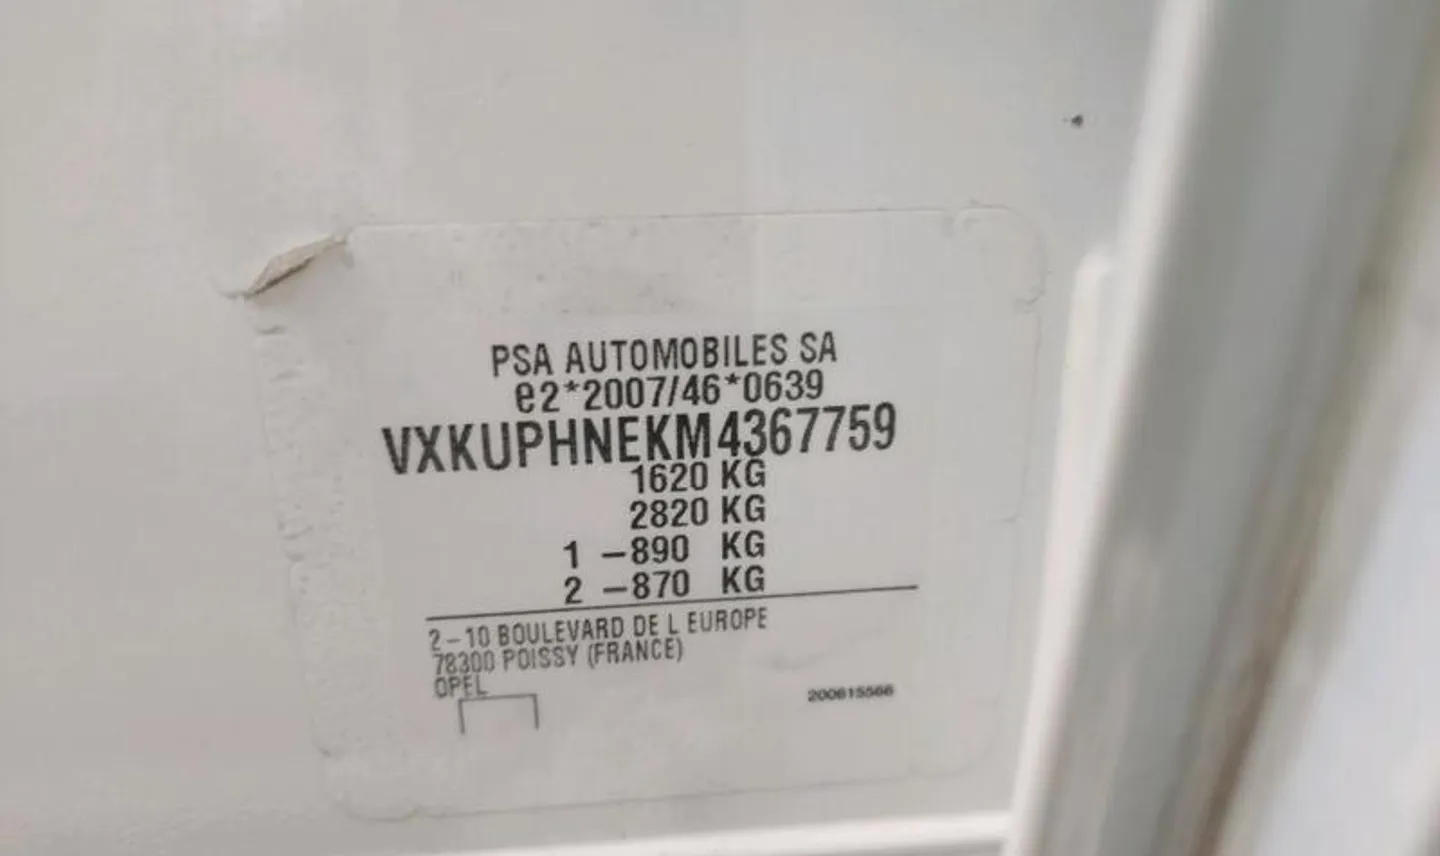 PSA AUTOMOBILES SA
e2*2007/46*0639
VXKUPHNEKM4367759
1620 KG
2820 KG
1 -890 KG
2 -870 KG
2-10 BOULEVARD DE L EUROPE
78300 POISSY (FRANCE)
OPEL
200615566